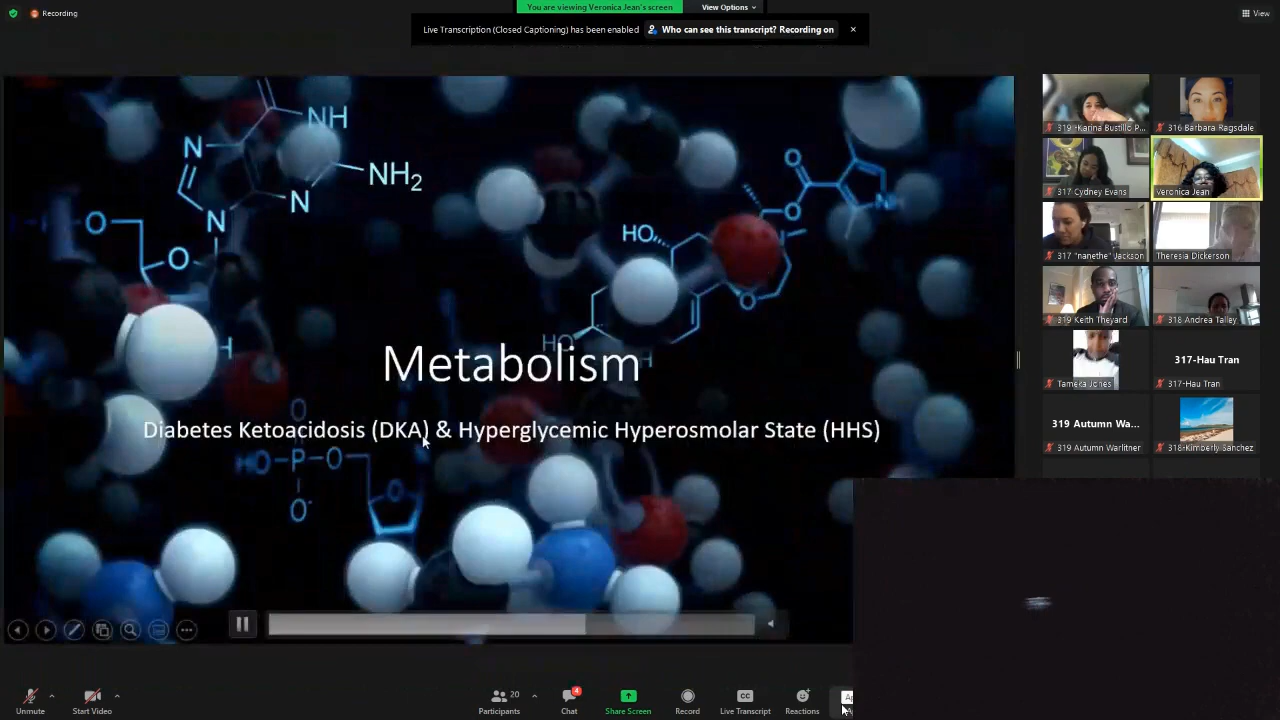 Recording
You are viewing Veronica Jean's screen
View Options
View
Live Transcription (Closed Captioning) has been enabled
Who can see this transcript? Recording on
NH
N
NH2
N
N
O
O
O
O
HO
NH
O
HO
H
H
Metabolism
Diabetes Ketoacidosis (DKA) & Hyperglycemic Hyperosmolar State (HHS)
O
HO-P-O
O
O-
319 -Karina Bustillo P...
316 Barbara Ragsdale
317 Cydney Evans
Veronica Jean
317 "nanethe" Jackson
Theresia Dickerson
319 Keith Theyard
318 Andrea Talley
Tameka Jones
317-Hau Tran
317-Hau Tran
319 Autumn Wa...
319 Autumn Warlitner
318-Kimberly Sanchez
Unmute
Start Video
20
Participants
4
Chat
Share Screen
Record
CC
Live Transcript
Reactions